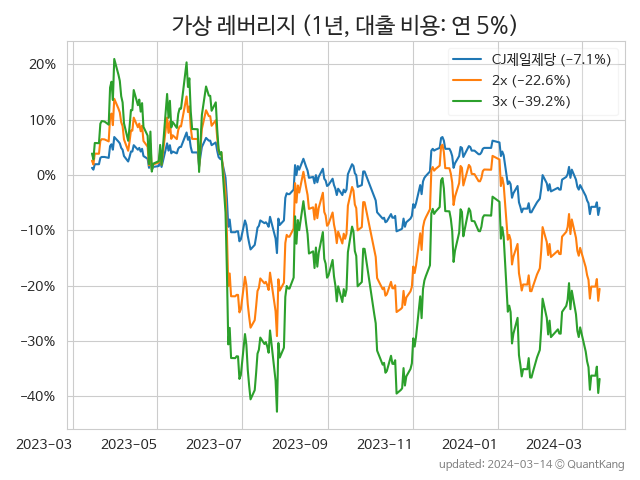 가상 레버리지 (1년, 대출 비용: 연 5%)
CJ제일제당 (−7.1%)
2x (−22.6%)
3x (−39.2%)
20%
10%
0%
−10%
−20%
−30%
−40%
2023-03 2023-05 2023-07 2023-09 2023-11 2024-01 2024-03
updated: 2024-03-14 © QuantKang